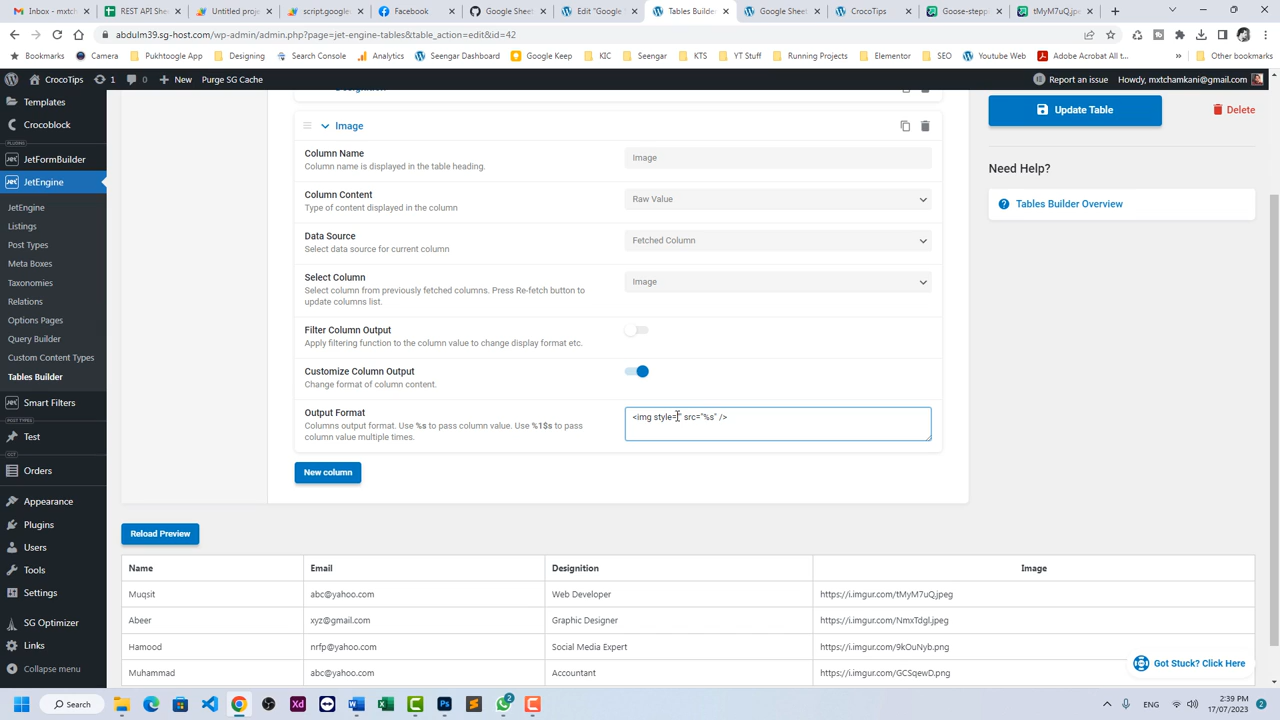 Inbox - m
Facebook
Google She
REST API Sh
Edit "Google
Tables Builde
Google She
CrocoTips
Goose-stepp
tMyM7uQ.jpe
abdulm39.sg-host.com/wp-admin/admin.php?page=jet-engine-tables&table_action=edit&id=42
Bookmarks
Campings
Pukhtoogle App
Designing
Search Console
Analytics
Seengar Dashboard
Google Keep
KIC
Seengar
KTS
YT Stuff
Running Projects
Elementor
SEO
Youtube Web
Adobe Acrobat Al...
Other bookmarks
CrocoTips
1
0
New
Purge SG Cache
Report an issue
Howdy, mxtchamkani@gmail.com
Templates
Crocoblock
JetFormBuilder
JetEngine
JetEngine
Listings
Post Types
Meta Boxes
Taxonomies
Relations
Options Pages
Query Builder
Custom Content Types
Tables Builder
Smart Filters
Test
Orders
Appearance
Plugins
Users
Tools
Settings
SG Optimizer
Links
Collapse menu
Designition
Image
Column Name
Column name is displayed in the table heading.
Image
Column Content
Type of content displayed in the column
Raw Value
Data Source
Select data source for current column
Fetched Column
Select Column
Select column from previously fetched columns. Press Re-fetch button to
update columns list.
Image
Filter Column Output
Apply filtering function to the column value to change display format etc.
Customize Column Output
Change format of column content.
Output Format
Columns output format. Use %s to pass column value. Use %1$s to pass
column value multiple times.
<img style="" src="%s" />
New column
Update Table
Delete
Need Help?
Tables Builder Overview
Reload Preview
Name Email Designition Image
Muqsit abc@yahoo.com Web Developer https://i.imgur.com/tMyM7uQ.jpeg
Abeer xyz@gmail.com Graphic Designer https://i.imgur.com/NmxTdgl.jpeg
Hamood nrfp@yahoo.com Social Media Expert https://i.imgur.com/9kOuNyb.png
Muhammad abc@yahoo.com Accountant https://i.imgur.com/GCSqewD.png
Got Stuck? Click Here
Search
2
ENG
2:39 PM
17/07/2023
2